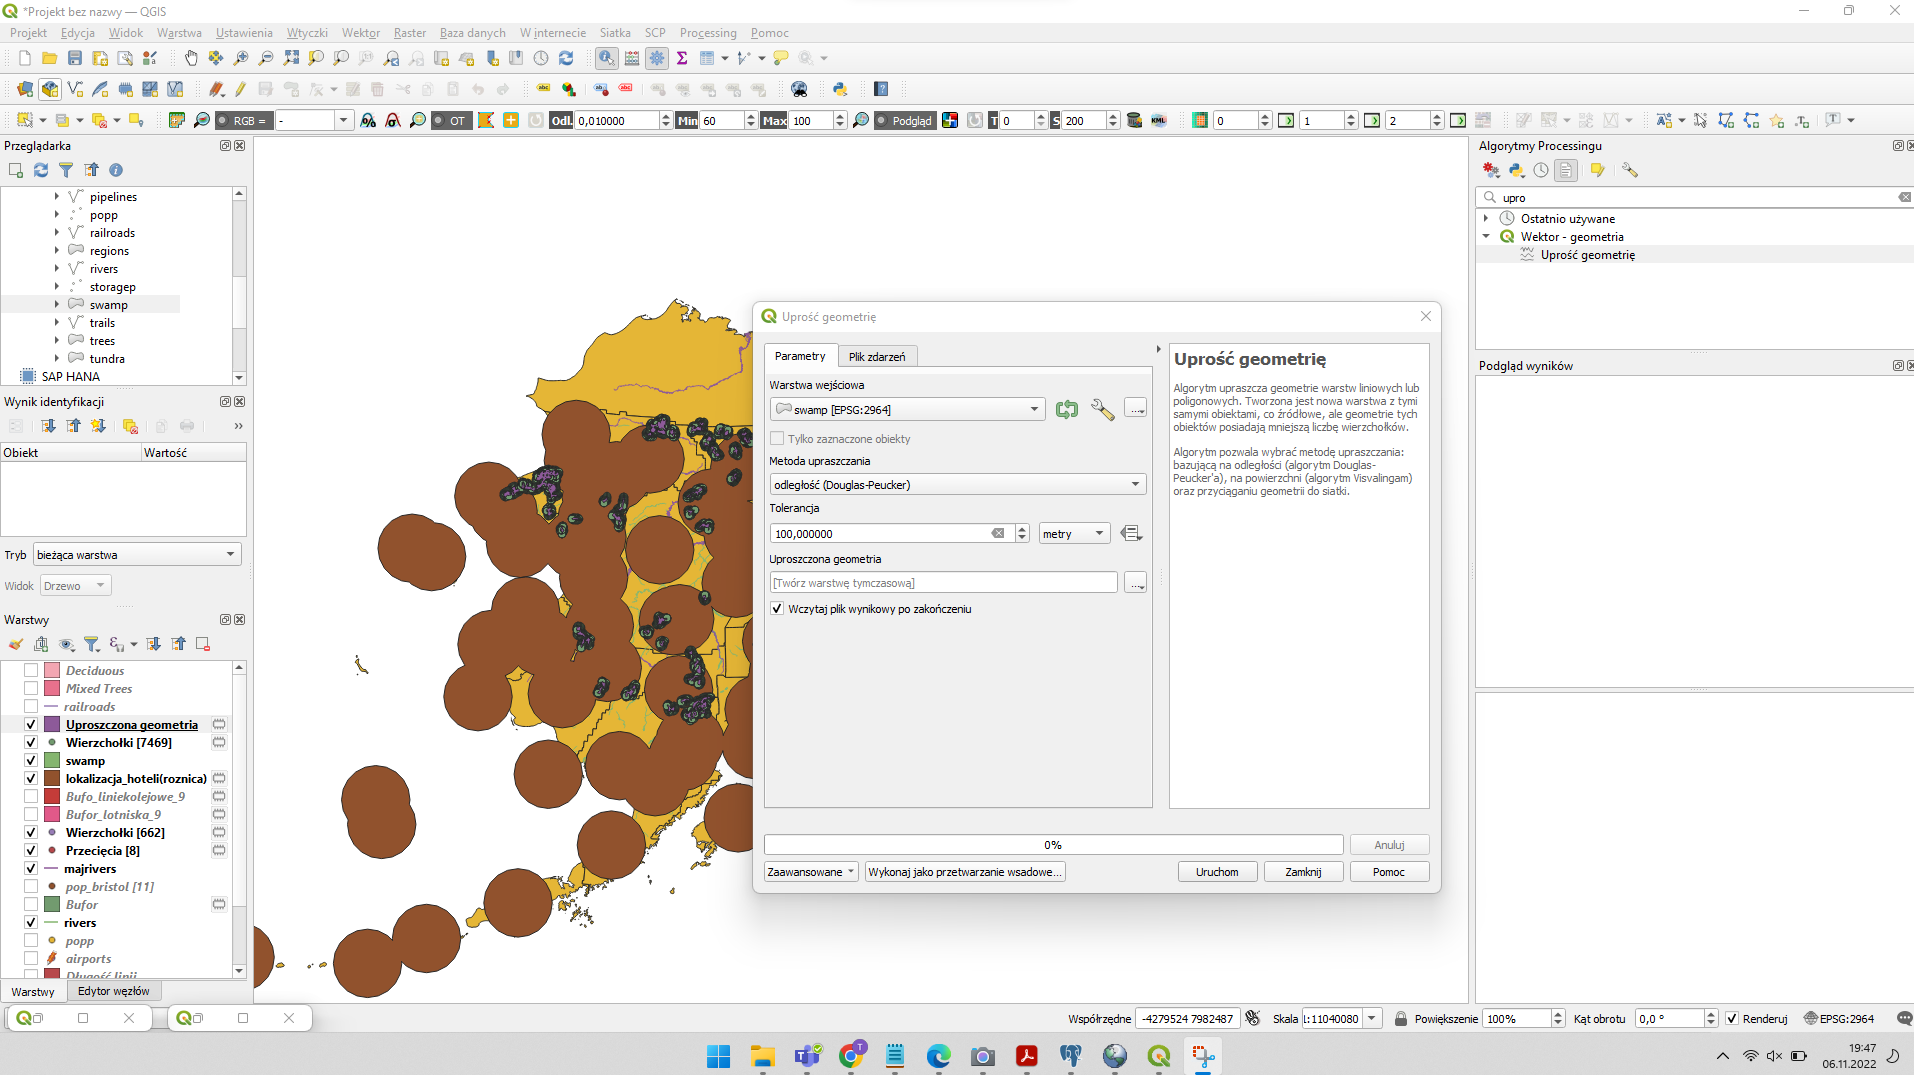 *Projekt bez nazwy — QGIS
Projekt Edycja Widok Warstwa Ustawienia Wtyczki Wektor Raster Baza danych W internecie Siatka SCP Processing Pomoc
RGB = - OT Odl. 0,010000 Min 60 Max 100 Podgląd T 0 S 200 KML 0 1 2
Przeglądarka
pipelines
popp
railroads
regions
rivers
storagep
swamp
trails
trees
tundra
SAP HANA
Wynik identyfikacji
»
Obiekt Wartość
Tryb bieżąca warstwa
Widok Drzewo
Warstwy
Deciduous
Mixed Trees
railroads
Uproszczona geometria
Wierzchołki [7469]
swamp
lokalizacja_hoteli(roznica)
Bufo_liniekolejowe_9
Bufor_lotniska_9
Wierzchołki [662]
Przecięcia [8]
majrivers
pop_bristol [11]
Bufor
rivers
popp
airports
Długość linii
Warstwy Edytor węzłów
Uprość geometrię
Parametry Plik zdarzeń
Warstwa wejściowa
swamp [EPSG:2964]
...
Tylko zaznaczone obiekty
Metoda upraszczania
odległość (Douglas-Peucker)
Tolerancja
100,000000 metry
Uproszczona geometria
[Twórz warstwę tymczasową]
...
Wczytaj plik wynikowy po zakończeniu
Uprość geometrię
Algorytm upraszcza geometrie warstw liniowych lub
poligonowych. Tworzona jest nowa warstwa z tymi
samymi obiektami, co źródłowe, ale geometrie tych
obiektów posiadają mniejszą liczbę wierzchołków.
Algorytm pozwala wybrać metodę upraszczania:
bazującą na odległości (algorytm Douglas-
Peucker'a), na powierzchni (algorytm Visvalingam)
oraz przyciąganiu geometrii do siatki.
0%
Anuluj
Zaawansowane Wykonaj jako przetwarzanie wsadowe... Uruchom Zamknij Pomoc
Algorytmy Processingu
upro
Ostatnio używane
Wektor - geometria
Uprość geometrię
Podgląd wyników
Współrzędne -4279524 7982487 Skala 1:11040080 Powiększenie 100% Kąt obrotu 0,0 ° Renderuj EPSG:2964
19:47
06.11.2022